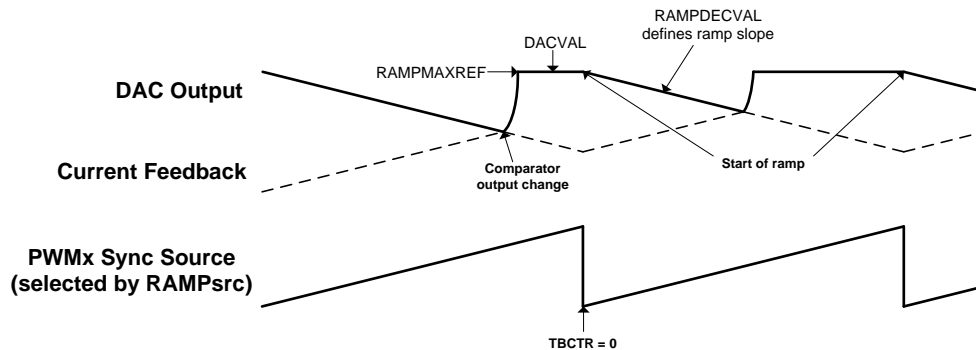 RAMPDECVAL
defines ramp slope
DACVAL
RAMPMAXREF
DAC Output
Current Feedback
Comparator
output change
Start of ramp
PWMx Sync Source
(selected by RAMPsrc)
TBCTR = 0